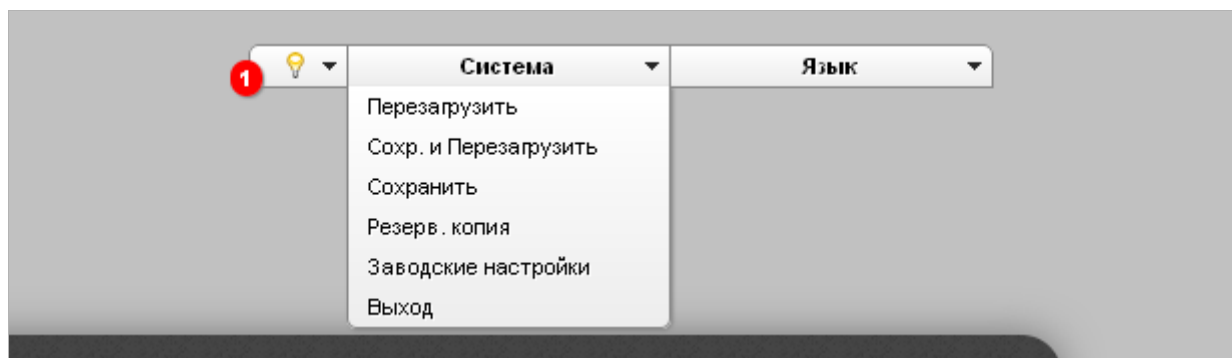 1
Система
Язык
Перезагрузить
Сохр. и Перезагрузить
Сохранить
Резерв. копия
Заводские настройки
Выход